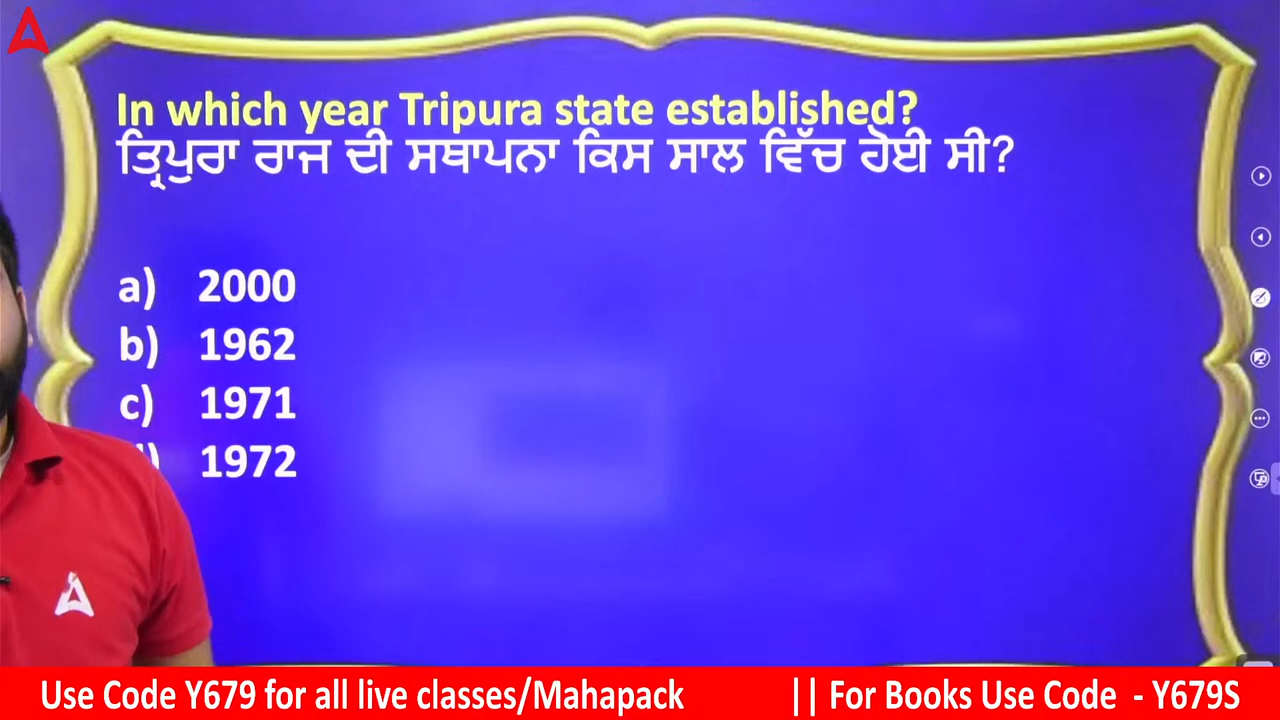 In which year Tripura state established?
ਤ੍ਰਿਪੁਰਾ ਰਾਜ ਦੀ ਸਥਾਪਨਾ ਕਿਸ ਸਾਲ ਵਿੱਚ ਹੋਈ ਸੀ?
a) 2000
b) 1962
c) 1971
d) 1972
Use Code Y679 for all live classes/Mahapack || For Books Use Code - Y679S